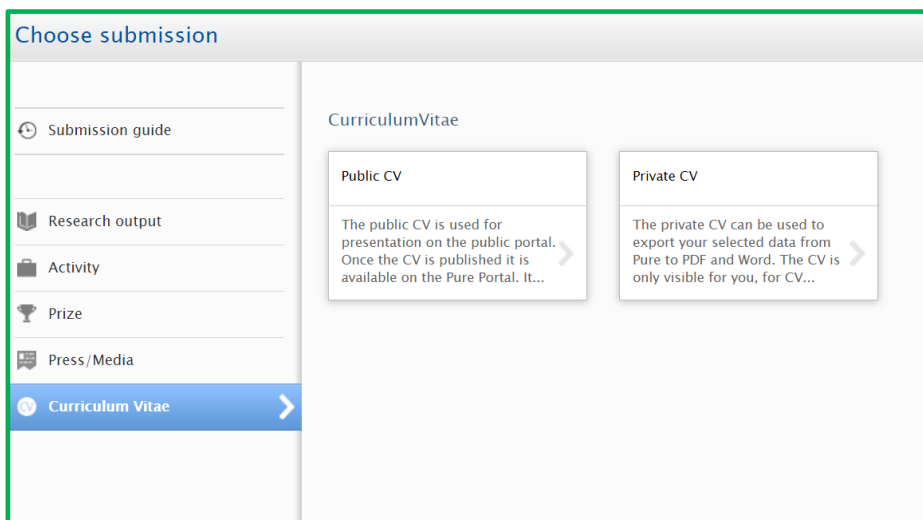 Choose submission
Submission guide
Research output
Activity
Prize
Press/Media
CV Curriculum Vitae
CurriculumVitae
Public CV
The public CV is used for
presentation on the public portal.
Once the CV is published it is
available on the Pure Portal. It...
Private CV
The private CV can be used to
export your selected data from
Pure to PDF and Word. The CV is
only visible for you, for CV...